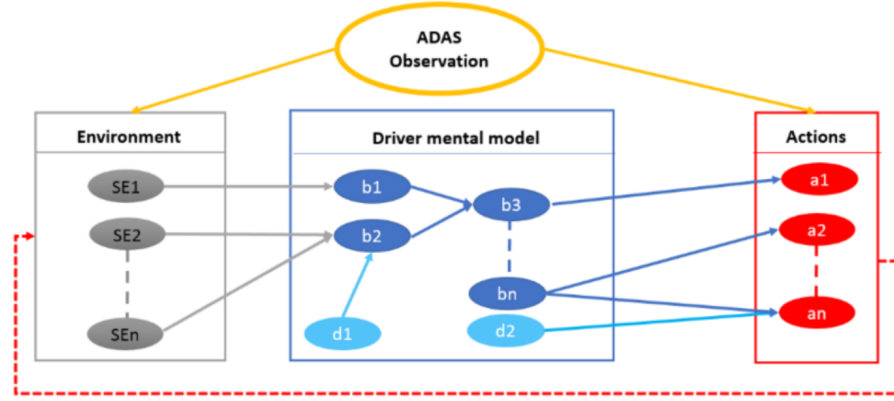 ADAS
Observation
Environment
Driver mental model
Actions
SE1
b1
b3
a1
SE2
b2
a2
bn
an
SEn
d1
d2